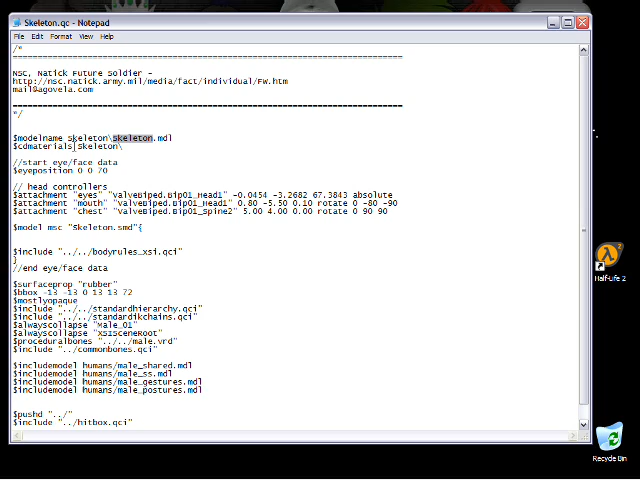 Skeleton.qc - Notepad
File Edit Format View Help
/*
================================================================
NSC, Natick Future Soldier -
http://nsc.natick.army.mil/media/fact/individual/FW.htm
mail@agovela.com
================================================================
*/
$modelname Skeleton\Skeleton.mdl
$cdmaterials Skeleton\
//start eye/face data
$eyeposition 0 0 70
// head controllers
$attachment "eyes" "ValveBiped.Bip01_Head1" -0.0454 -3.2682 67.3843 absolute
$attachment "mouth" "ValveBiped.Bip01_Head1" 0.80 -5.50 0.10 rotate 0 -80 -90
$attachment "chest" "ValveBiped.Bip01_Spine2" 5.00 4.00 0.00 rotate 0 90 90
$model msc "Skeleton.smd"{
$include "../../bodyrules_xsi.qci"
}
//end eye/face data
$surfaceprop "rubber"
$bbox -13 -13 0 13 13 72
$mostlyopaque
$include "../../standardhierarchy.qci"
$include "../../standardikchains.qci"
$alwayscollapse "Male_01"
$alwayscollapse "XSISceneRoot"
$proceduralbones "../../male.vrd"
$include "../../commonbones.qci"
$includemodel humans/male_shared.mdl
$includemodel humans/male_ss.mdl
$includemodel humans/male_gestures.mdl
$includemodel humans/male_postures.mdl
$pushd "../"
$include "../hitbox.qci"
Half-Life 2
Recycle Bin